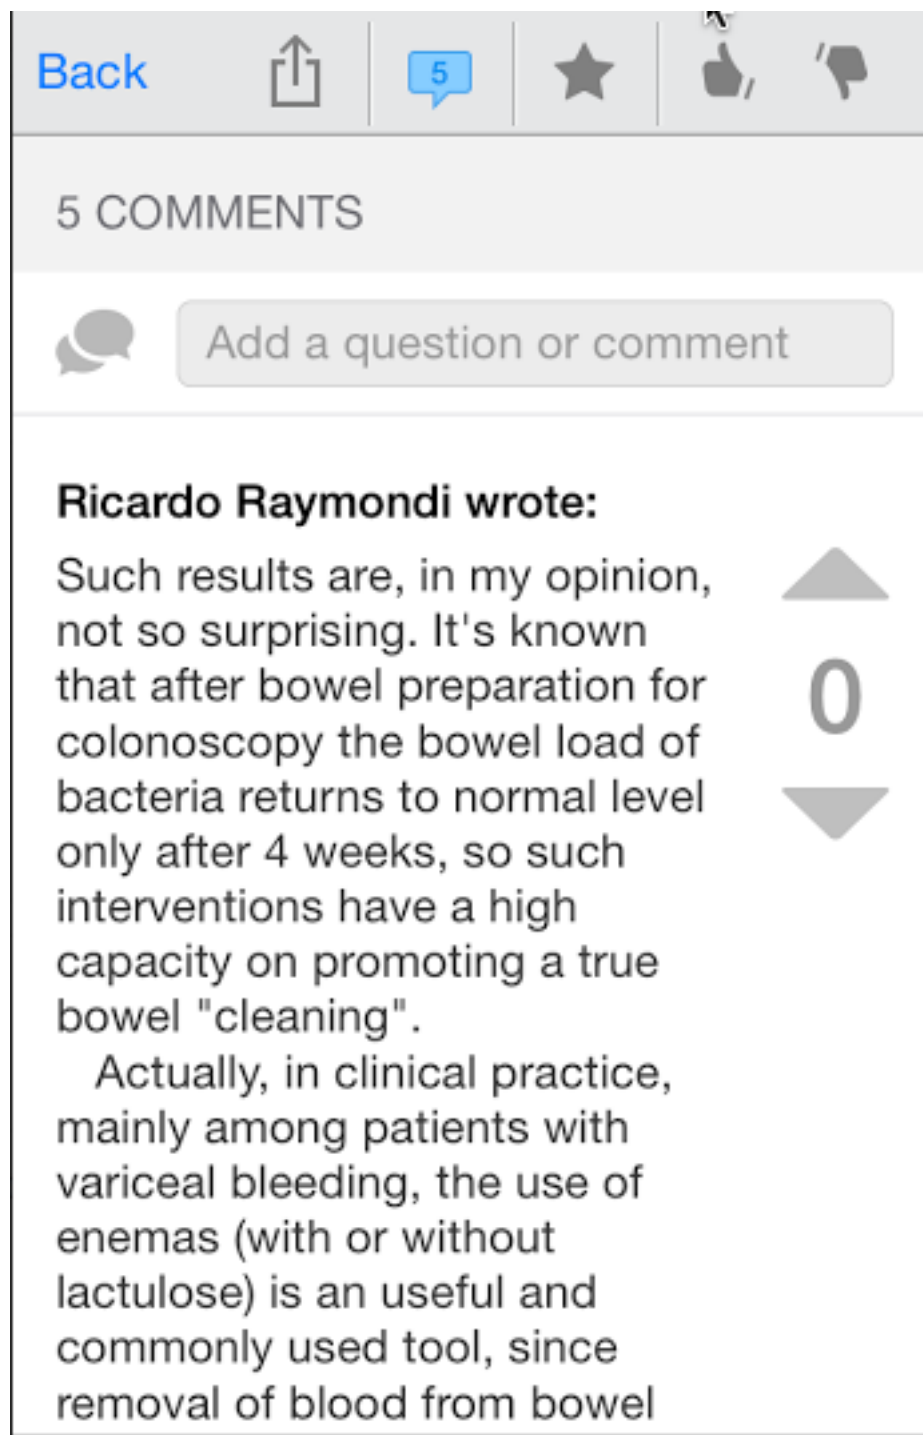 Back
5
5 COMMENTS
Add a question or comment
Ricardo Raymondi wrote:
Such results are, in my opinion,
not so surprising. It's known
that after bowel preparation for
colonoscopy the bowel load of
bacteria returns to normal level
only after 4 weeks, so such
interventions have a high
capacity on promoting a true
bowel "cleaning".
Actually, in clinical practice,
mainly among patients with
variceal bleeding, the use of
enemas (with or without
lactulose) is an useful and
commonly used tool, since
removal of blood from bowel
0